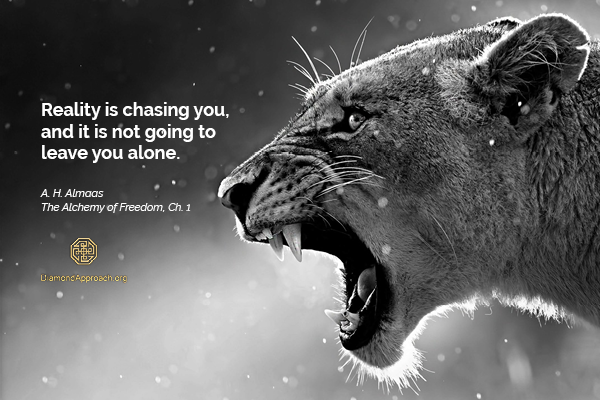 Reality is chasing you,
and it is not going to
leave you alone.
A. H. Almaas
The Alchemy of Freedom, Ch. 1
DiamondApproach.org